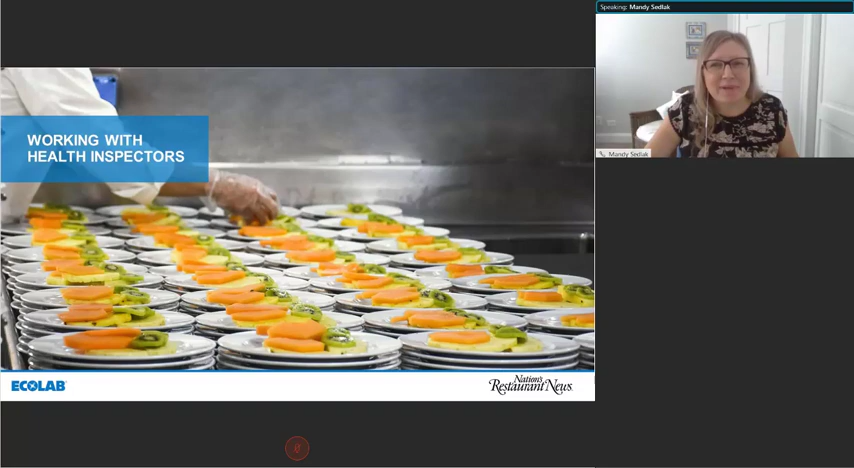 Speaking: Mandy Sedlak
WORKING WITH
HEALTH INSPECTORS
Mandy Sedlak
ECOLAB
Nation's
Restaurant News